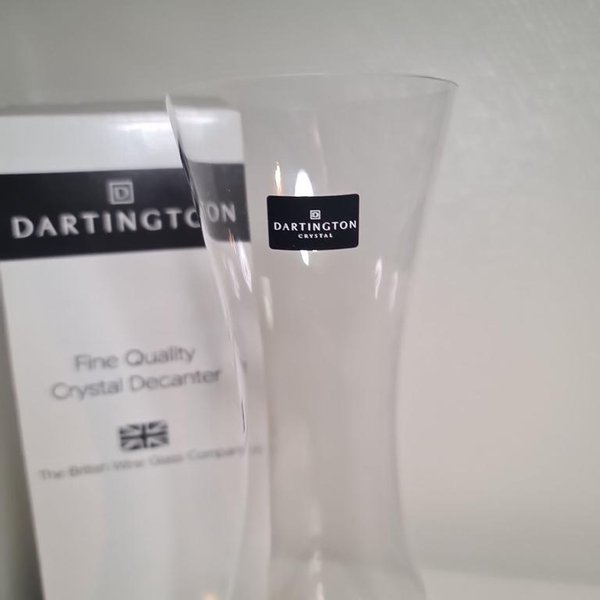 D
DARTINGTON
Fine Quality
Crystal Decanter
The British Wine Glass Company
D
DARTINGTON
CRYSTAL